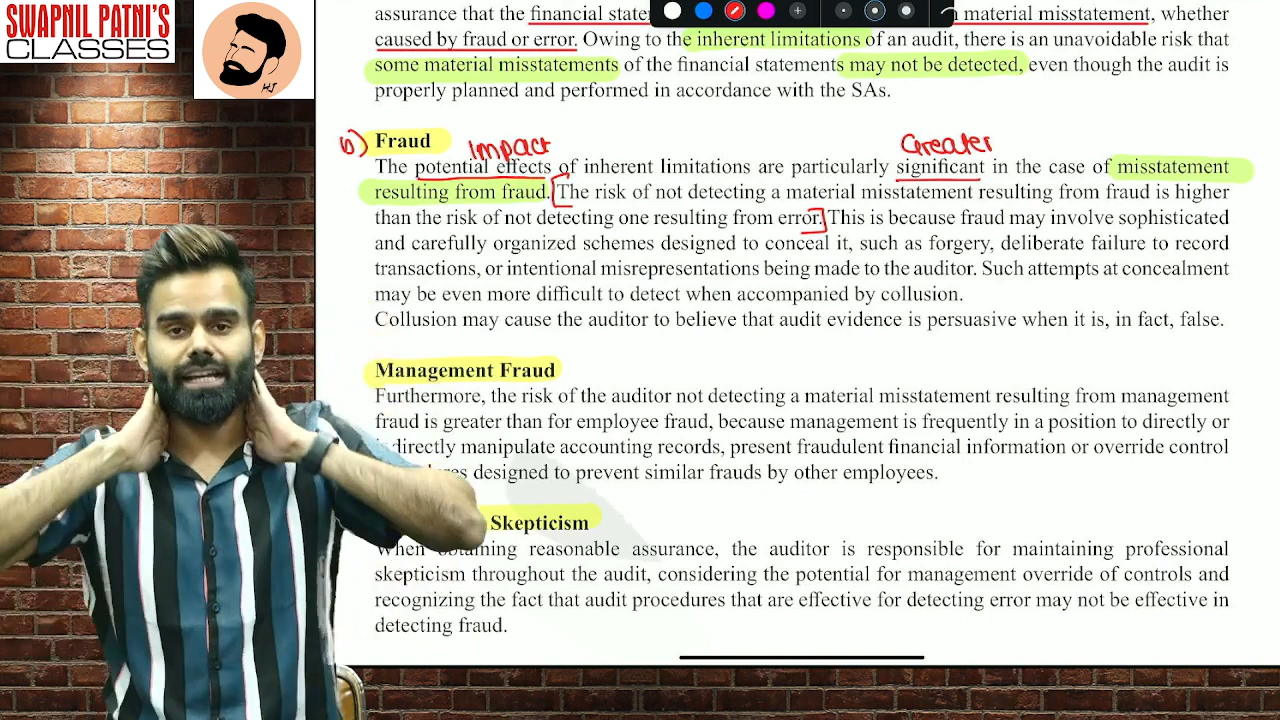 SWAPNIL PATNI'S
CLASSES
HJ
assurance that the financial state material misstatement, whether
caused by fraud or error. Owing to the inherent limitations of an audit, there is an unavoidable risk that
some material misstatements of the financial statements may not be detected, even though the audit is
properly planned and performed in accordance with the SAs.
b) Fraud
Impact Greater
The potential effects of inherent limitations are particularly significant in the case of misstatement
resulting from fraud. [The risk of not detecting a material misstatement resulting from fraud is higher
than the risk of not detecting one resulting from error.] This is because fraud may involve sophisticated
and carefully organized schemes designed to conceal it, such as forgery, deliberate failure to record
transactions, or intentional misrepresentations being made to the auditor. Such attempts at concealment
may be even more difficult to detect when accompanied by collusion.
Collusion may cause the auditor to believe that audit evidence is persuasive when it is, in fact, false.
Management Fraud
Furthermore, the risk of the auditor not detecting a material misstatement resulting from management
fraud is greater than for employee fraud, because management is frequently in a position to directly or
directly manipulate accounting records, present fraudulent financial information or override control
designed to prevent similar frauds by other employees.
Skepticism
When obtaining reasonable assurance, the auditor is responsible for maintaining professional
skepticism throughout the audit, considering the potential for management override of controls and
recognizing the fact that audit procedures that are effective for detecting error may not be effective in
detecting fraud.